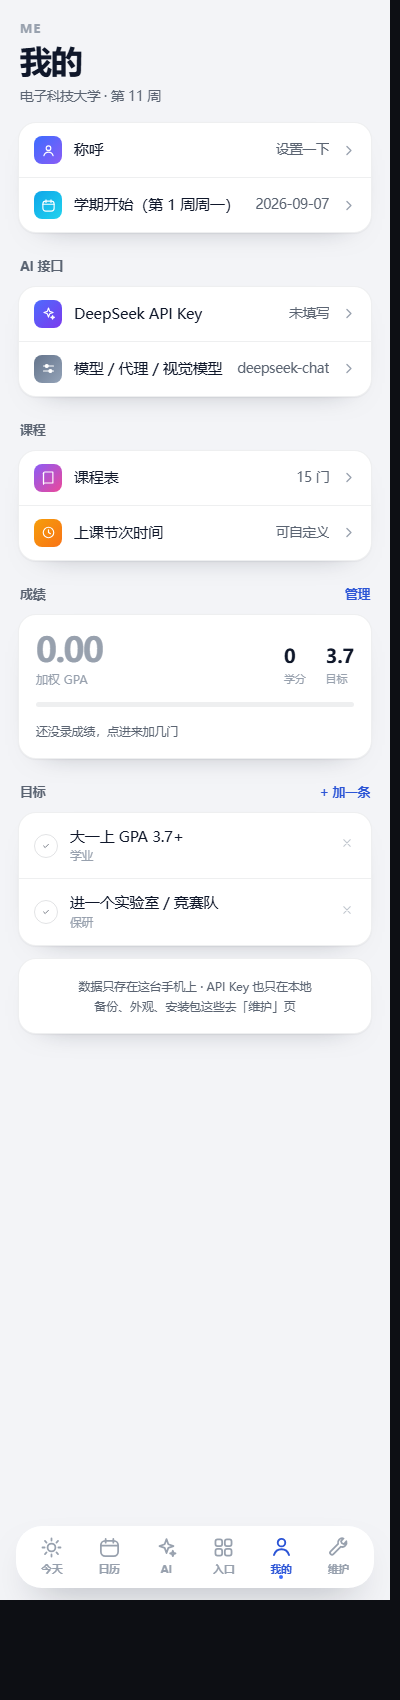 ME
我的
电子科技大学 · 第 11 周
称呼 设置一下
学期开始（第 1 周周一） 2026-09-07
AI 接口
DeepSeek API Key 未填写
模型 / 代理 / 视觉模型 deepseek-chat
课程
课程表 15 门
上课节次时间 可自定义
成绩 管理
0.00 0 3.7
加权 GPA 学分 目标
还没录成绩，点进来加几门
目标 + 加一条
大一上 GPA 3.7+
学业
进一个实验室 / 竞赛队
保研
数据只存在这台手机上 · API Key 也只在本地
备份、外观、安装包这些去「维护」页
今天 日历 AI 入口 我的 维护